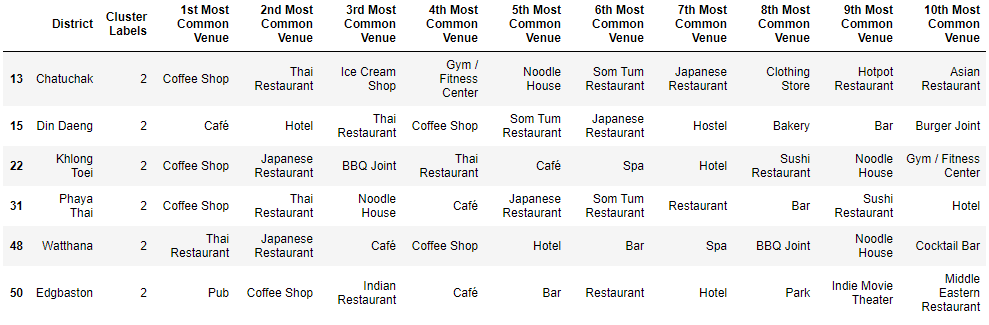 District Cluster Labels 1st Most Common Venue 2nd Most Common Venue 3rd Most Common Venue 4th Most Common Venue 5th Most Common Venue 6th Most Common Venue 7th Most Common Venue 8th Most Common Venue 9th Most Common Venue 10th Most Common Venue
13 Chatuchak 2 Coffee Shop Thai Restaurant Ice Cream Shop Gym / Fitness Center Noodle House Som Tum Restaurant Japanese Restaurant Clothing Store Hotpot Restaurant Asian Restaurant
15 Din Daeng 2 Café Hotel Thai Restaurant Coffee Shop Som Tum Restaurant Japanese Restaurant Hostel Bakery Bar Burger Joint
22 Khlong Toei 2 Coffee Shop Japanese Restaurant BBQ Joint Thai Restaurant Café Spa Hotel Sushi Restaurant Noodle House Gym / Fitness Center
31 Phaya Thai 2 Coffee Shop Thai Restaurant Noodle House Café Japanese Restaurant Som Tum Restaurant Restaurant Bar Sushi Restaurant Hotel
48 Watthana 2 Thai Restaurant Japanese Restaurant Café Coffee Shop Hotel Bar Spa BBQ Joint Noodle House Cocktail Bar
50 Edgbaston 2 Pub Coffee Shop Indian Restaurant Café Bar Restaurant Hotel Park Indie Movie Theater Middle Eastern Restaurant